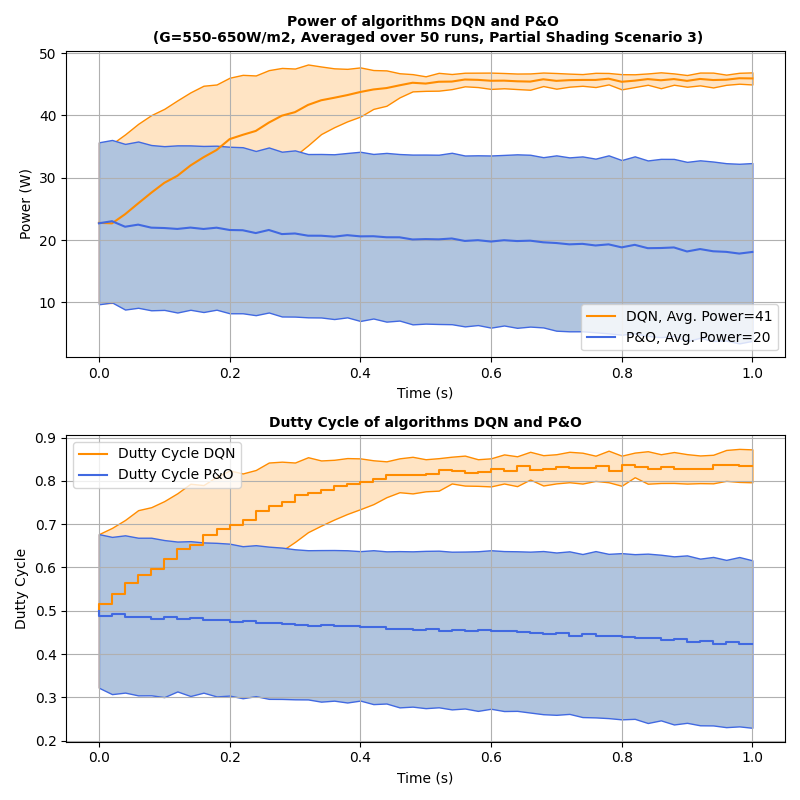 Power of algorithms DQN and P&O
(G=550-650W/m2, Averaged over 50 runs, Partial Shading Scenario 3)
50
40
30
20
10
Power (W)
DQN, Avg. Power=41
P&O, Avg. Power=20
0.0 0.2 0.4 0.6 0.8 1.0
Time (s)
Dutty Cycle of algorithms DQN and P&O
0.9
0.8
0.7
0.6
0.5
0.4
0.3
0.2
Dutty Cycle
Dutty Cycle DQN
Dutty Cycle P&O
0.0 0.2 0.4 0.6 0.8 1.0
Time (s)